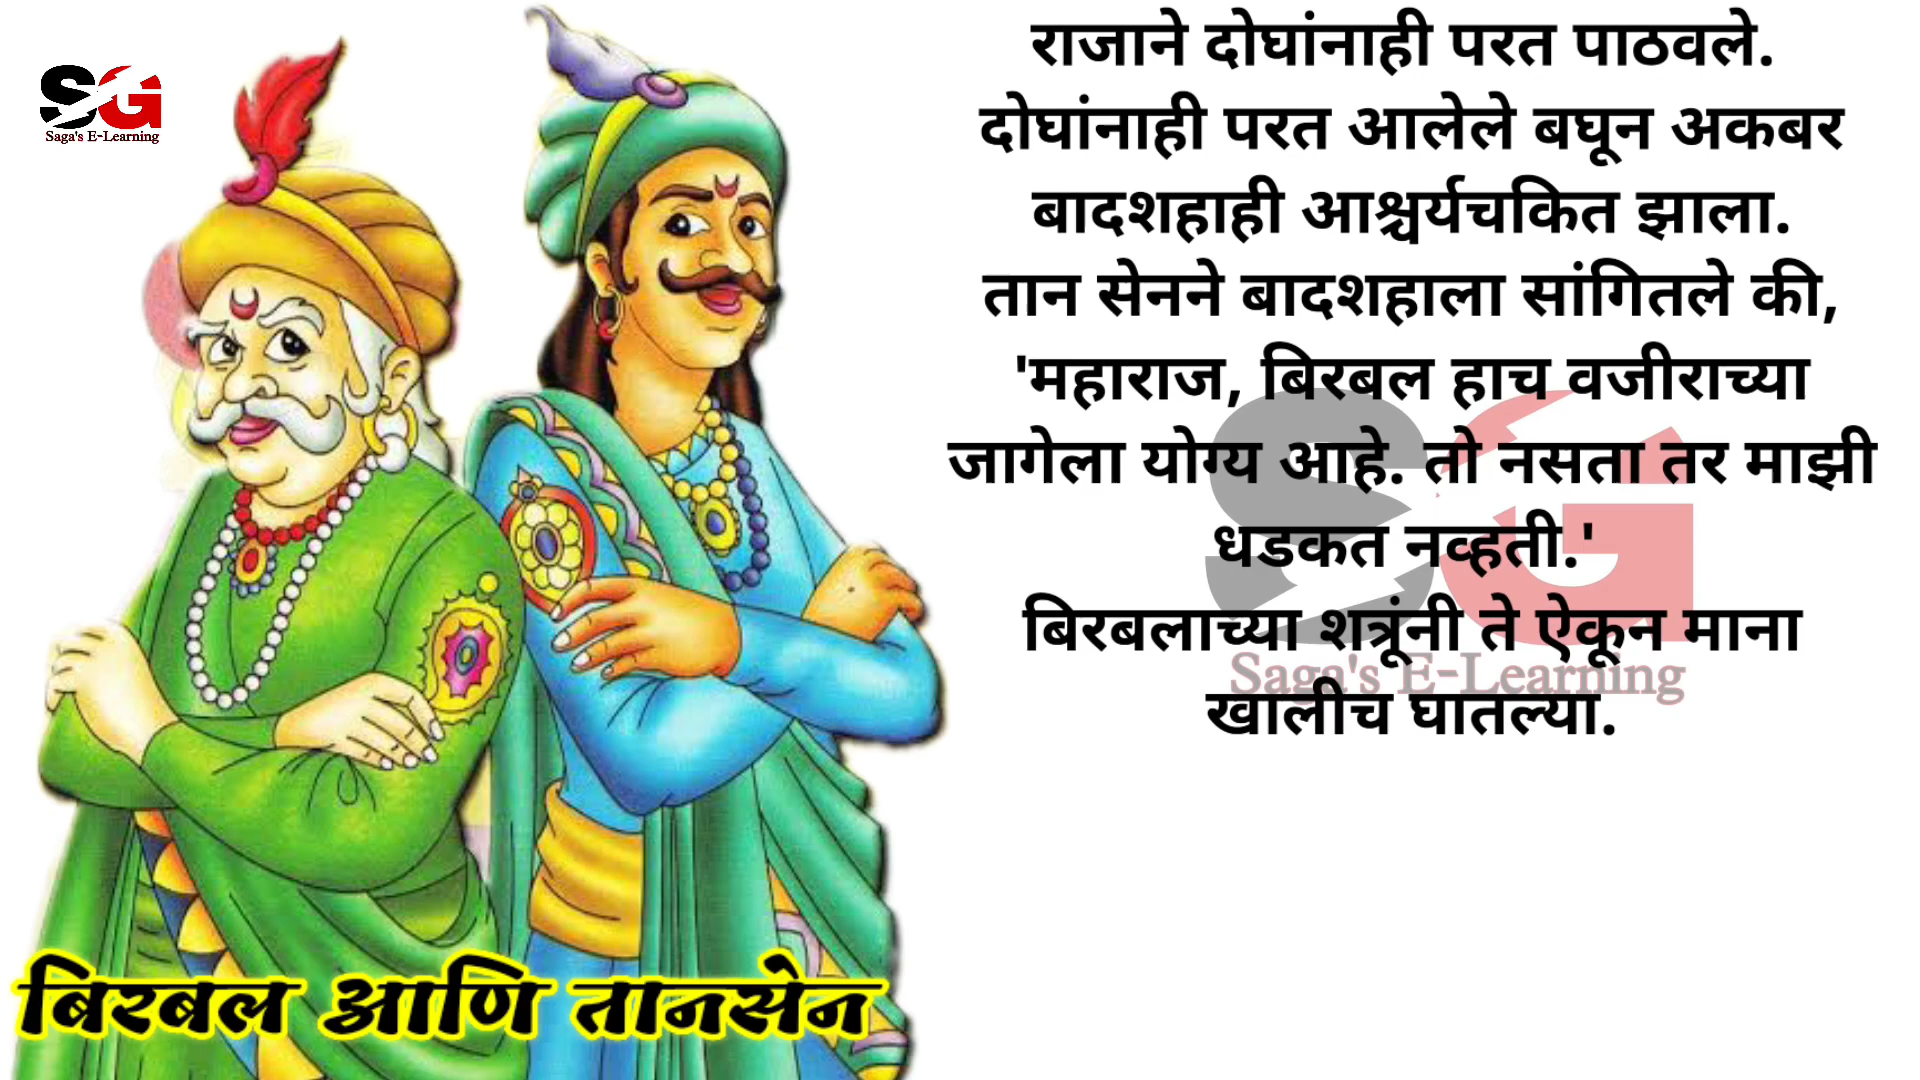 SG
Saga's E-Learning
राजाने दोघांनाही परत पाठवले.
दोघांनाही परत आलेले बघून अकबर
बादशहाही आश्चर्यचकित झाला.
तान सेनने बादशहाला सांगितले की,
'महाराज, बिरबल हाच वजीराच्या
जागेला योग्य आहे. तो नसता तर माझी
धडकत नव्हती.'
बिरबलाच्या शत्रूंनी ते ऐकून माना
खालीच घातल्या.
SG
Saga's E-Learning
बिरबल आणि तानसेन